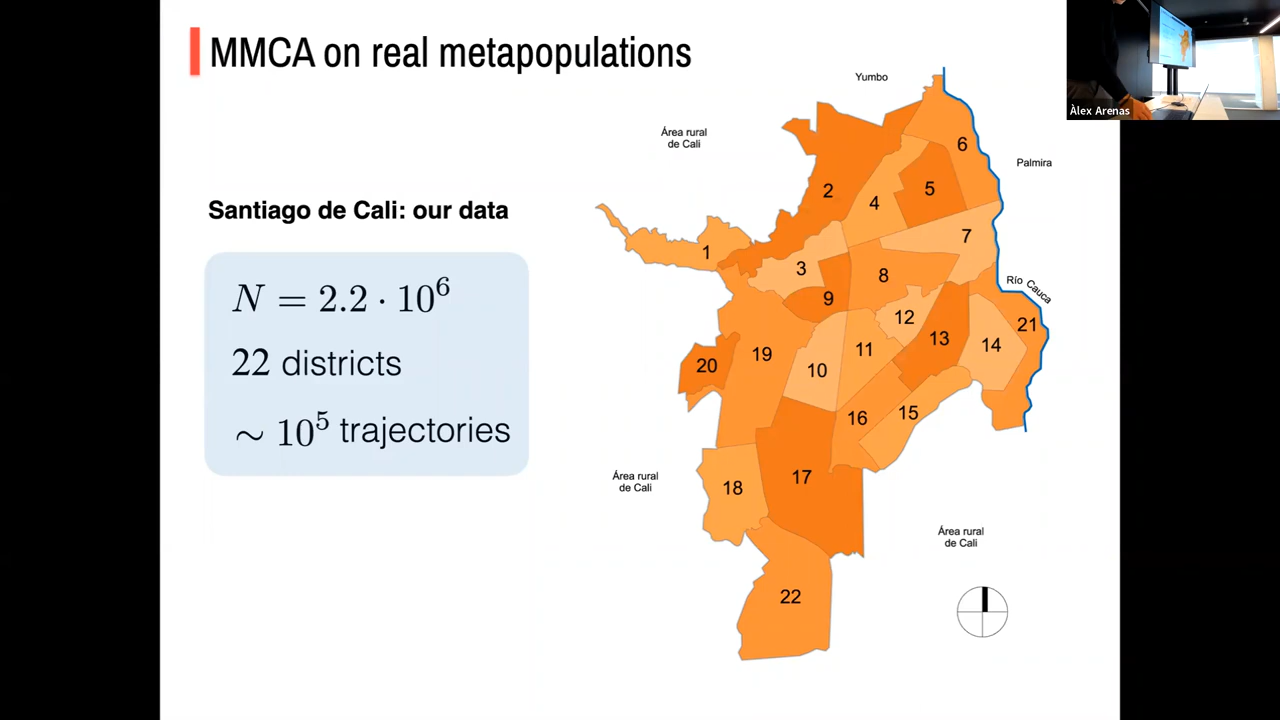 MMCA on real metapopulations
Àlex Arenas
Santiago de Cali: our data
N = 2.2 · 10⁶
22 districts
∼ 10⁵ trajectories
Yumbo
Área rural
de Cali
Palmira
Río Cauca
Área rural
de Cali
Área rural
de Cali
1
2
3
4
5
6
7
8
9
10
11
12
13
14
15
16
17
18
19
20
21
22